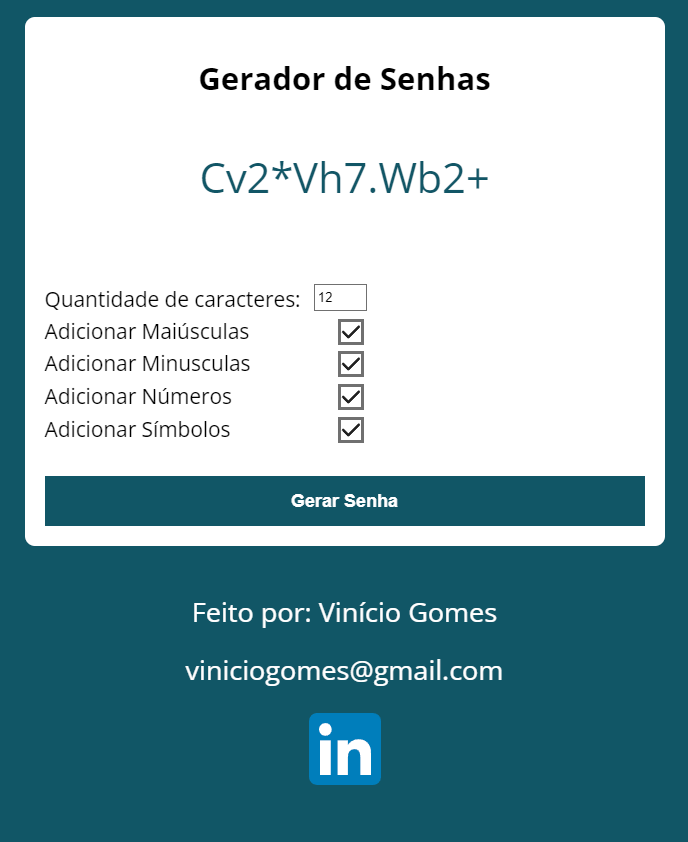 Gerador de Senhas
Cv2*Vh7.Wb2+
Quantidade de caracteres: 12
Adicionar Maiúsculas
Adicionar Minusculas
Adicionar Números
Adicionar Símbolos
Gerar Senha
Feito por: Vinício Gomes
viniciogomes@gmail.com
in